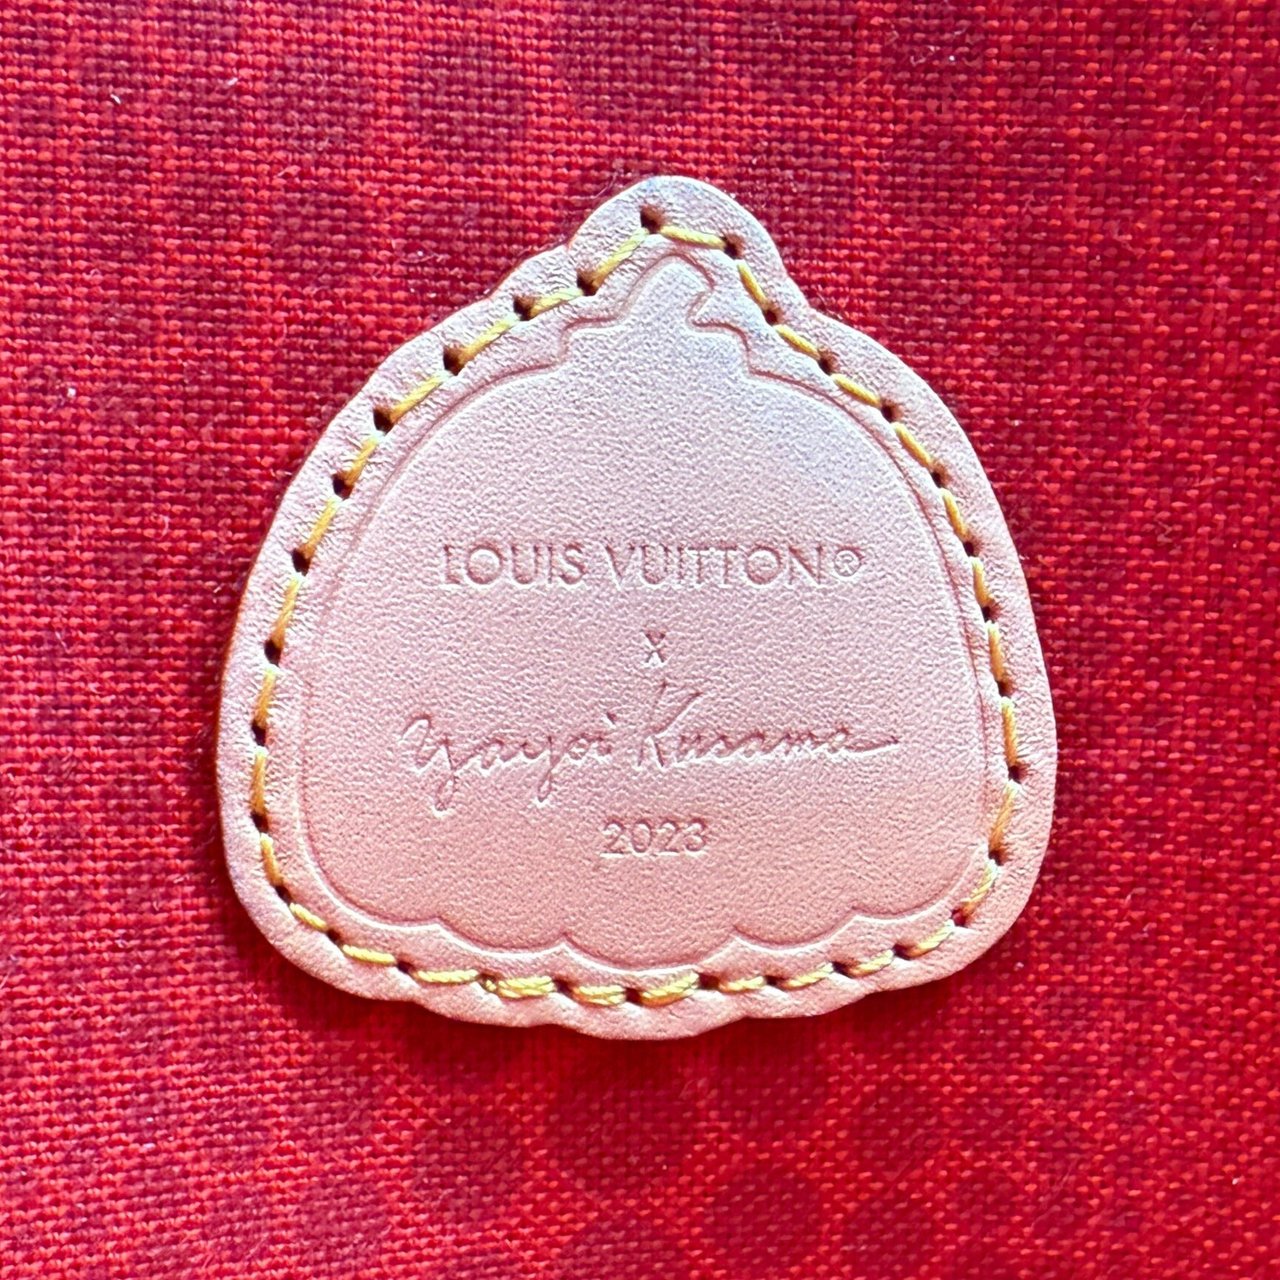 LOUIS VUITTON®
x
Yayoi Kusama
2023